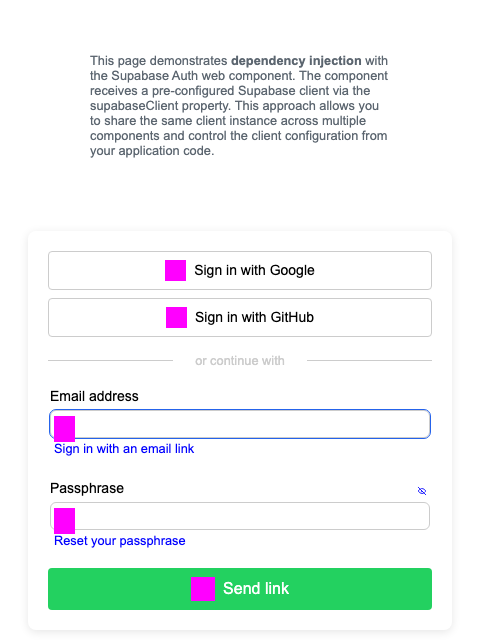 This page demonstrates dependency injection with
the Supabase Auth web component. The component
receives a pre-configured Supabase client via the
supabaseClient property. This approach allows you
to share the same client instance across multiple
components and control the client configuration from
your application code.
Sign in with Google
Sign in with GitHub
or continue with
Email address
Sign in with an email link
Passphrase
Reset your passphrase
Send link